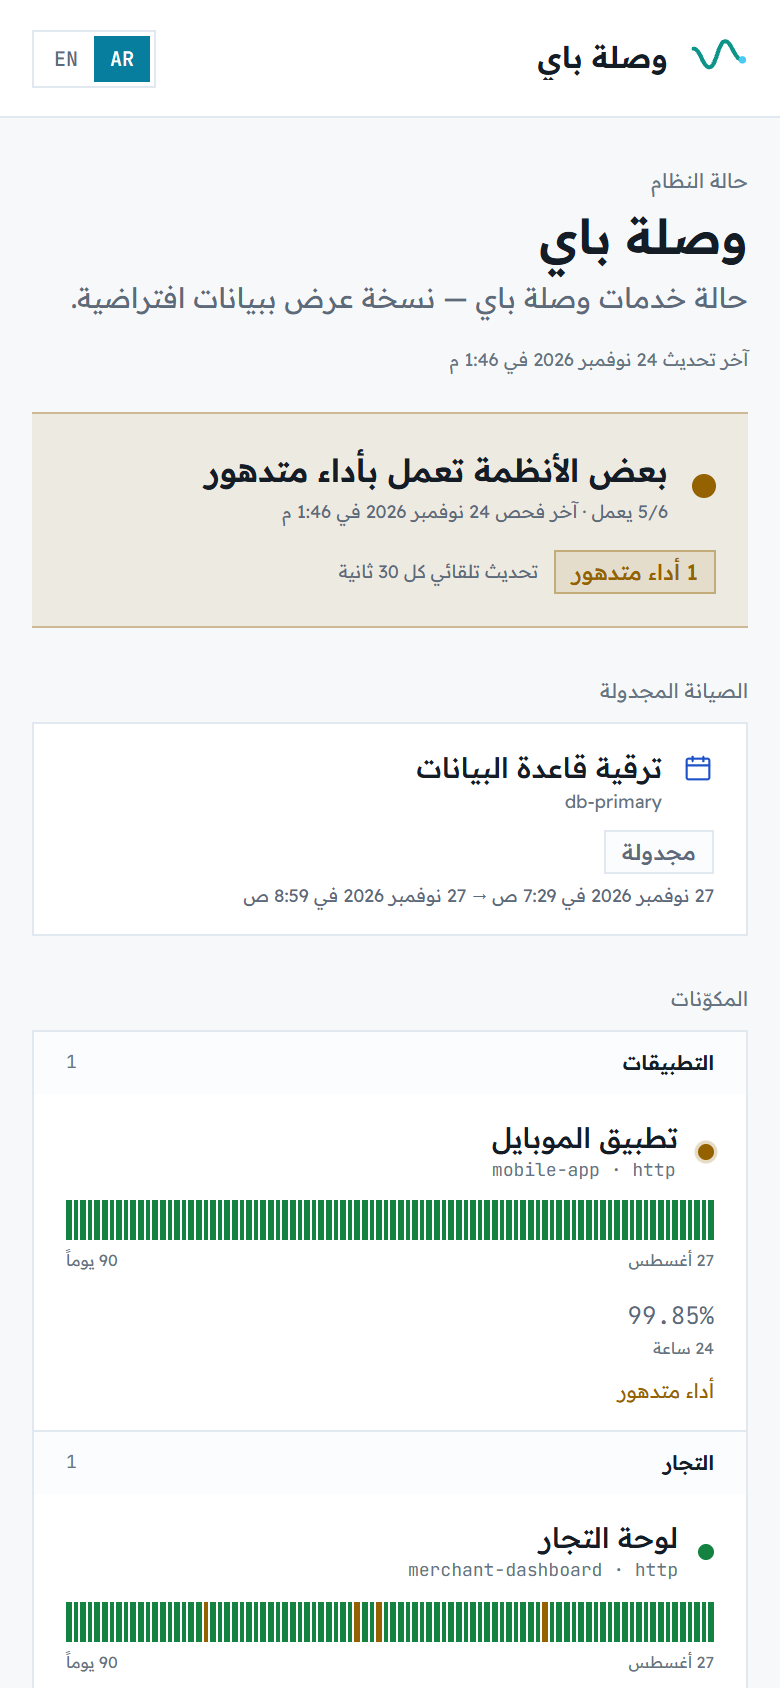 وصلة باي
AR EN
حالة النظام
وصلة باي
حالة خدمات وصلة باي — نسخة عرض ببيانات افتراضية.
آخر تحديث 24 نوفمبر 2026 في 1:46 م
بعض الأنظمة تعمل بأداء متدهور
5/6 يعمل · آخر فحص 24 نوفمبر 2026 في 1:46 م
1 أداء متدهور تحديث تلقائي كل 30 ثانية
الصيانة المجدولة
ترقية قاعدة البيانات
db-primary
مجدولة
27 نوفمبر 2026 في 7:29 ص → 27 نوفمبر 2026 في 8:59 ص
المكوّنات
التطبيقات 1
تطبيق الموبايل
mobile-app · http
27 أغسطس 90 يوماً
99.85%
24 ساعة
أداء متدهور
التجار 1
لوحة التجار
merchant-dashboard · http
27 أغسطس 90 يوماً